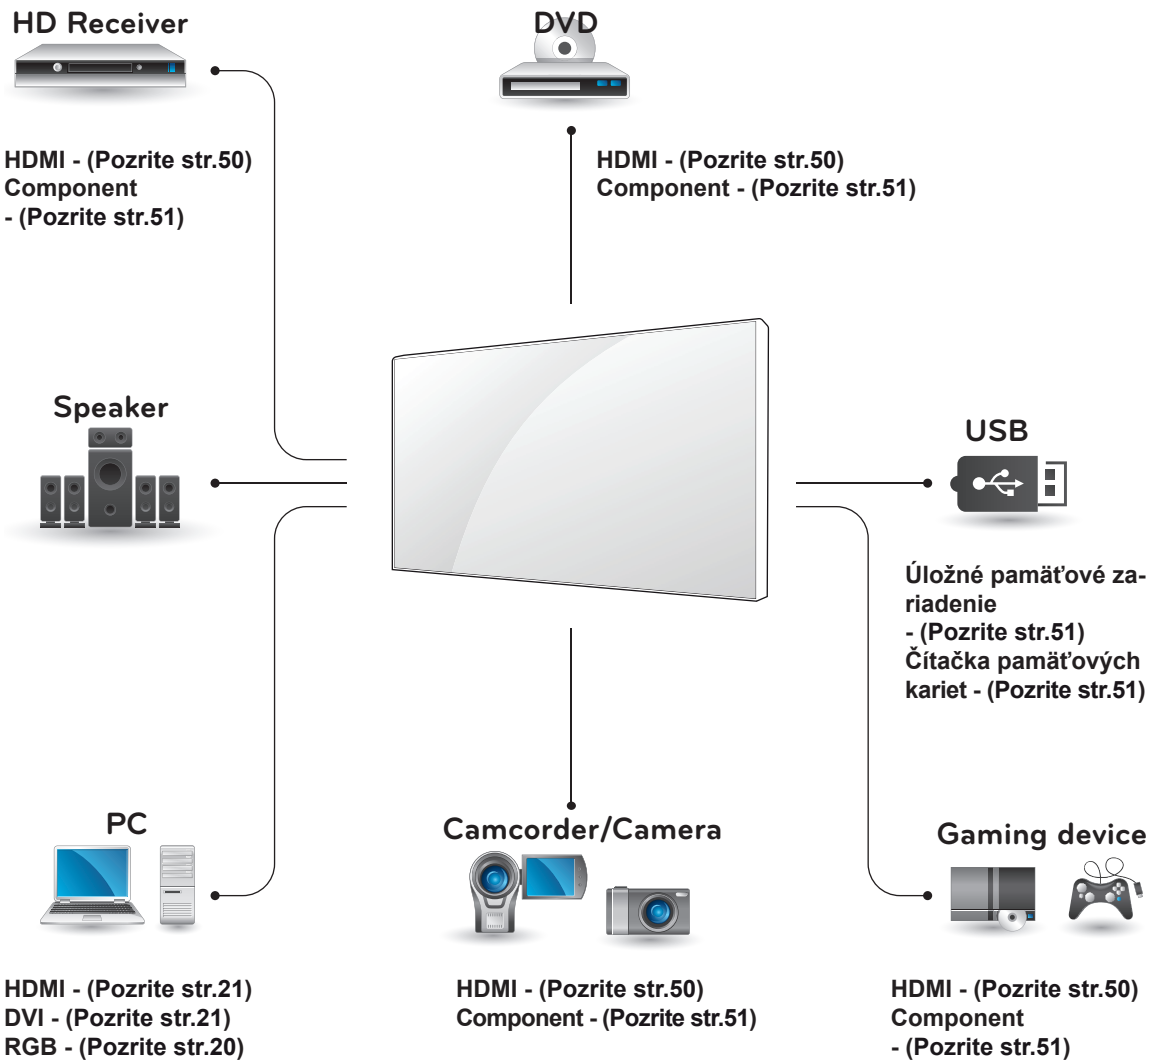 HD Receiver
HDMI - (Pozrite str.50)
Component
- (Pozrite str.51)
DVD
HDMI - (Pozrite str.50)
Component - (Pozrite str.51)
Speaker
USB
Úložné pamäťové za-
riadenie
- (Pozrite str.51)
Čítačka pamäťových
kariet - (Pozrite str.51)
PC
HDMI - (Pozrite str.21)
DVI - (Pozrite str.21)
RGB - (Pozrite str.20)
Camcorder/Camera
HDMI - (Pozrite str.50)
Component - (Pozrite str.51)
Gaming device
HDMI - (Pozrite str.50)
Component
- (Pozrite str.51)